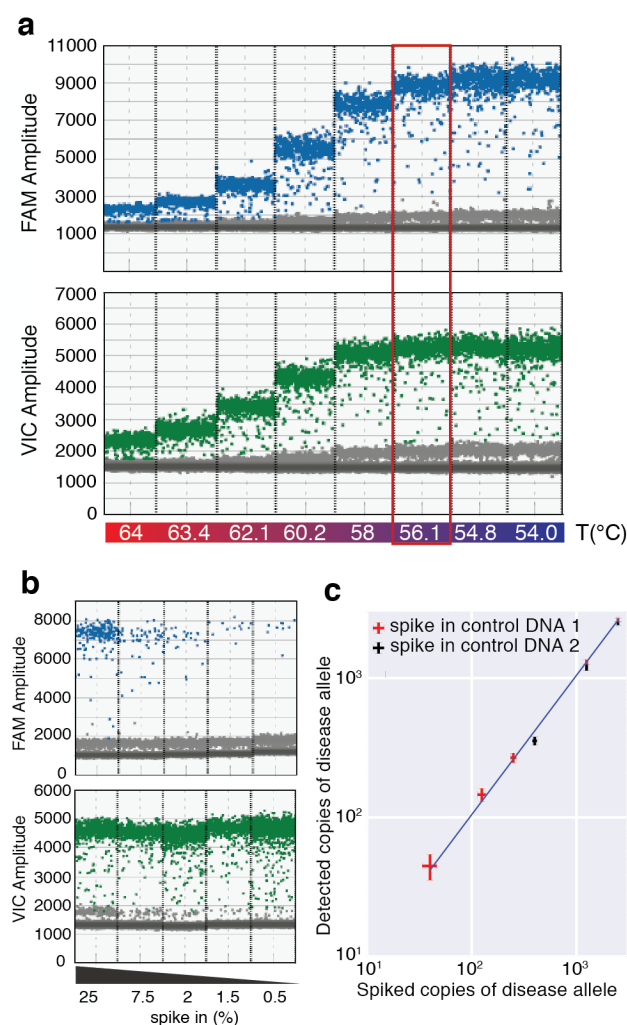 a
11000
9000
7000
5000
3000
1000
FAM Amplitude
7000
6000
5000
4000
3000
2000
1000
0
VIC Amplitude
64 63.4 62.1 60.2 58 56.1 54.8 54.0 T(°C)
b
8000
6000
4000
2000
0
FAM Amplitude
6000
5000
4000
3000
2000
1000
0
VIC Amplitude
25 7.5 2 1.5 0.5
spike in (%)
c
spike in control DNA 1
spike in control DNA 2
10³
10²
10¹
Detected copies of disease allele
10¹ 10² 10³
Spiked copies of disease allele